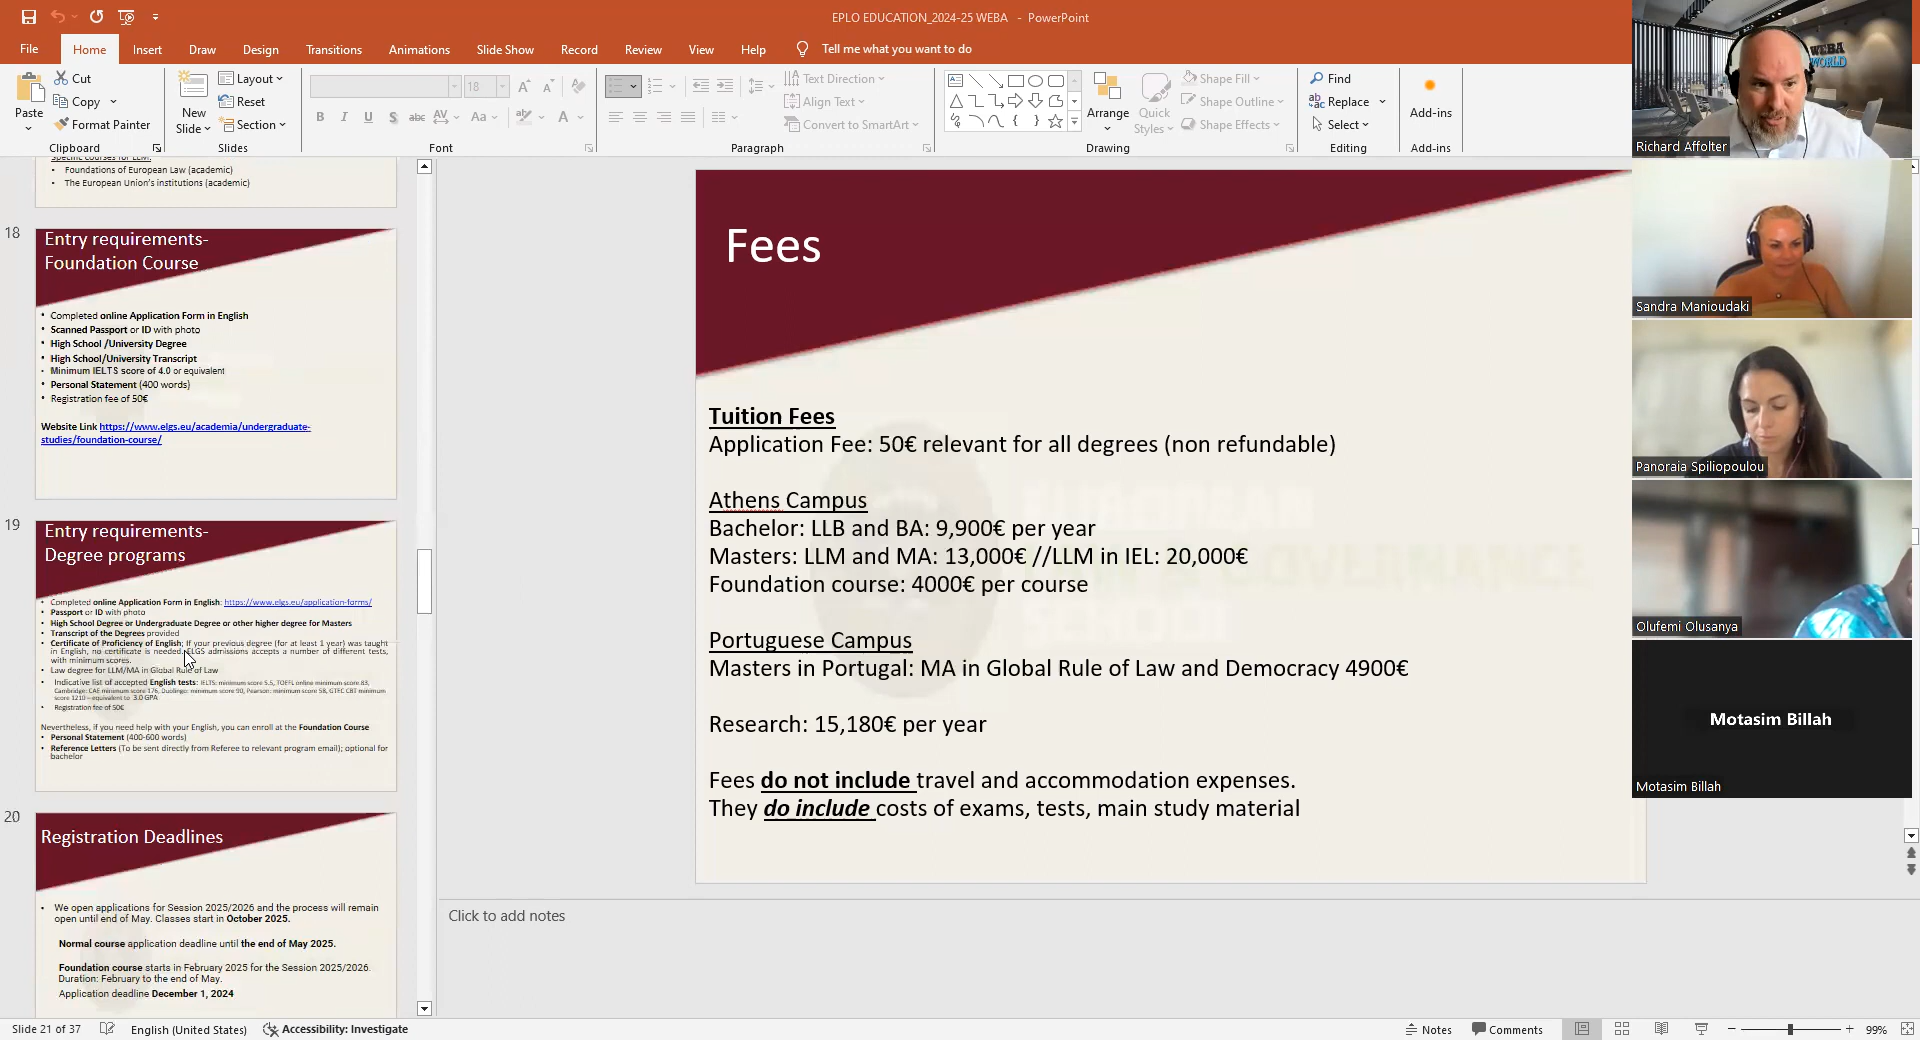 EPLO EDUCATION_2024-25 WEBA - PowerPoint
File Home Insert Draw Design Transitions Animations Slide Show Record Review View Help Tell me what you want to do
Paste
Cut
Copy
Format Painter
Clipboard
New
Slide
Layout
Reset
Section
Slides
18
B I U S abc AV Aa
Font
Text Direction
Align Text
Convert to SmartArt
Paragraph
Arrange
Quick
Styles
Shape Fill
Shape Outline
Shape Effects
Drawing
Find
Replace
Select
Editing
Add-ins
Add-ins
WEBA
WORLD
Richard Affolter
Sandra Manioudaki
Panoraia Spiliopoulou
Olufemi Olusanya
Motasim Billah
Motasim Billah
Specific courses for LLM:
• Foundations of European Law (academic)
• The European Union's institutions (academic)
18
Entry requirements-
Foundation Course
• Completed online Application Form in English
• Scanned Passport or ID with photo
• High School /University Degree
• High School/University Transcript
• Minimum IELTS score of 4.0 or equivalent
• Personal Statement (400 words)
• Registration fee of 50€
Website Link https://www.elgs.eu/academia/undergraduate-
studies/foundation-course/
19
Entry requirements-
Degree programs
• Completed online Application Form in English: https://www.elgs.eu/application-forms/
• Passport or ID with photo
• High School Degree or Undergraduate Degree or other higher degree for Masters
• Transcript of the Degrees provided
• Certificate of Proficiency of English; If your previous degree (for at least 1 year) was taught
in English, no certificate is needed. ELGS admissions accepts a number of different tests,
with minimum scores.
• Law degree for LLM/MA in Global Rule of Law
• Indicative list of accepted English tests: IELTS: minimum score 5.5, TOEFL online minimum score 83,
Cambridge: CAE minimum score 176, Duolingo: minimum score 90, Pearson: minimum score 58, GTEC CBT minimum
score 1210 – equivalent to 3.0 GPA
• Registration fee of 50€
Nevertheless, if you need help with your English, you can enroll at the Foundation Course
• Personal Statement (400-600 words)
• Reference Letters (To be sent directly from Referee to relevant program email); optional for
bachelor
20
Registration Deadlines
• We open applications for Session 2025/2026 and the process will remain
open until end of May. Classes start in October 2025.
Normal course application deadline until the end of May 2025.
Foundation course starts in February 2025 for the Session 2025/2026.
Duration: February to the end of May.
Application deadline December 1, 2024
Fees
Tuition Fees
Application Fee: 50€ relevant for all degrees (non refundable)
Athens Campus
Bachelor: LLB and BA: 9,900€ per year
Masters: LLM and MA: 13,000€ //LLM in IEL: 20,000€
Foundation course: 4000€ per course
Portuguese Campus
Masters in Portugal: MA in Global Rule of Law and Democracy 4900€
Research: 15,180€ per year
Fees do not include travel and accommodation expenses.
They do include costs of exams, tests, main study material
Click to add notes
Slide 21 of 37 English (United States) Accessibility: Investigate
Notes Comments 99%